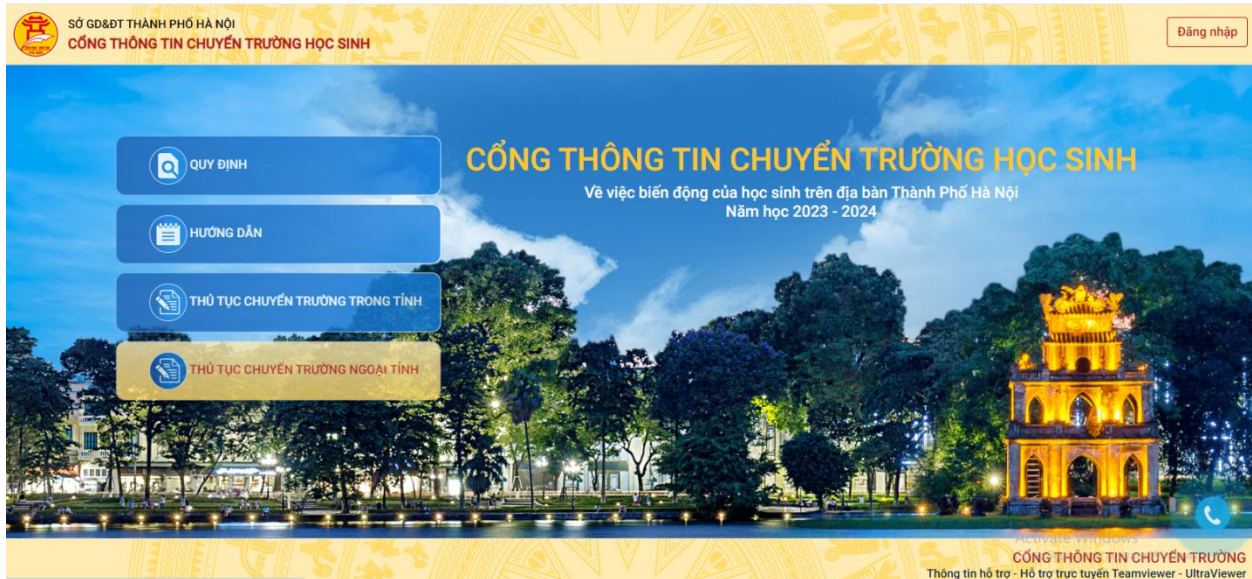 SỞ GD&ĐT THÀNH PHỐ HÀ NỘI
CỔNG THÔNG TIN CHUYỂN TRƯỜNG HỌC SINH
Đăng nhập
QUY ĐỊNH
HƯỚNG DẪN
THỦ TỤC CHUYỂN TRƯỜNG TRONG TỈNH
THỦ TỤC CHUYỂN TRƯỜNG NGOẠI TỈNH
CỔNG THÔNG TIN CHUYỂN TRƯỜNG HỌC SINH
Về việc biến động của học sinh trên địa bàn Thành Phố Hà Nội
Năm học 2023 - 2024
Activate Windows
CỔNG THÔNG TIN CHUYỂN TRƯỜNG
Thông tin hỗ trợ - Hỗ trợ trực tuyến Teamviewer - UltraViewer